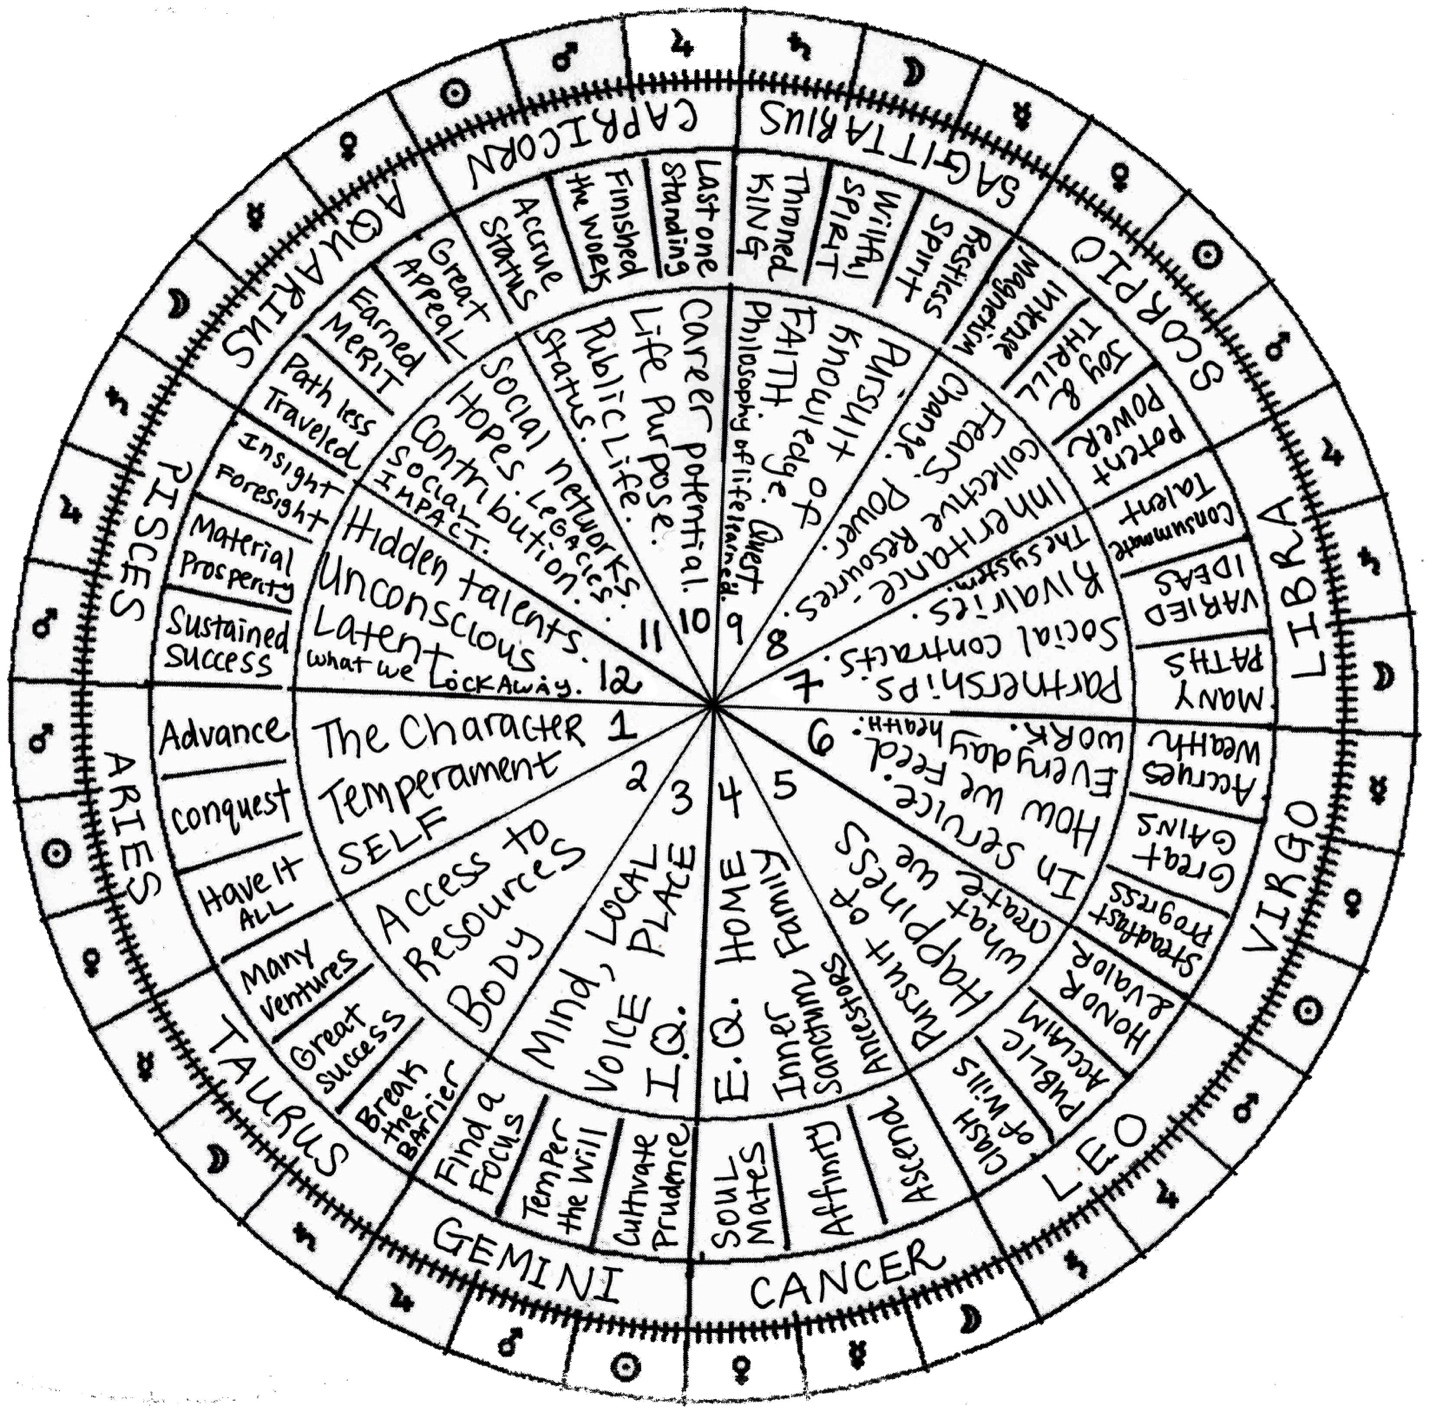 ARIES
Advance
Conquest
Have It
ALL
TAURUS
Many
Ventures
Great
Success
Break
the
BARrier
GEMINI
Find a
Focus
Temper
the Will
Cultivate
Prudence
CANCER
SOUL
Mates
Affinity
Ascend
LEO
Clash
of Wills
PUBLIC
ACCLAIM
HONOR
& VALOR
VIRGO
Steadfast
Progress
Great
GAINS
Accrues
Wealth
LIBRA
MANY
PATHS
VARIED
IDEAS
Consummate
Talent
SCORPIO
Potent
POWER
Joy &
THRILL
Intense
Magnetism
SAGITTARIUS
Restless
Spirit
Willful
SPIRIT
Throned
KING
CAPRICORN
Last one
Standing
Finished
the WORK
Accrue
Status
AQUARIUS
Great
APPEAL
Earned
MERIT
Path less
Traveled
PISCES
Insight
Foresight
Material
Prosperity
Sustained
Success
1
The Character
Temperament
SELF
2
Access to
Resources
BODY
3
Mind, LOCAL
VOICE PLACE
I.Q.
4
E.Q. HOME
Inner Family
Sanctum
Ancestors
5
Pursuit of
Happiness
What we
create
6
In Service.
How we Feed.
Everyday health.
WORK.
7
Partnerships
Social contracts.
Rivalries.
The System.
8
Inheritance -
Collective Resources.
Fears. Power.
Change.
9
Pursuit of
Knowledge. Quest
FAITH
Philosophy of life learned.
10
Career potential
Life Purpose.
Public Life.
Status.
11
Social networks.
HOPES. LeGACies.
Contribution.
Social
IMPACT.
12
Hidden talents.
Unconscious
Latent
What we LOCK AWAY.